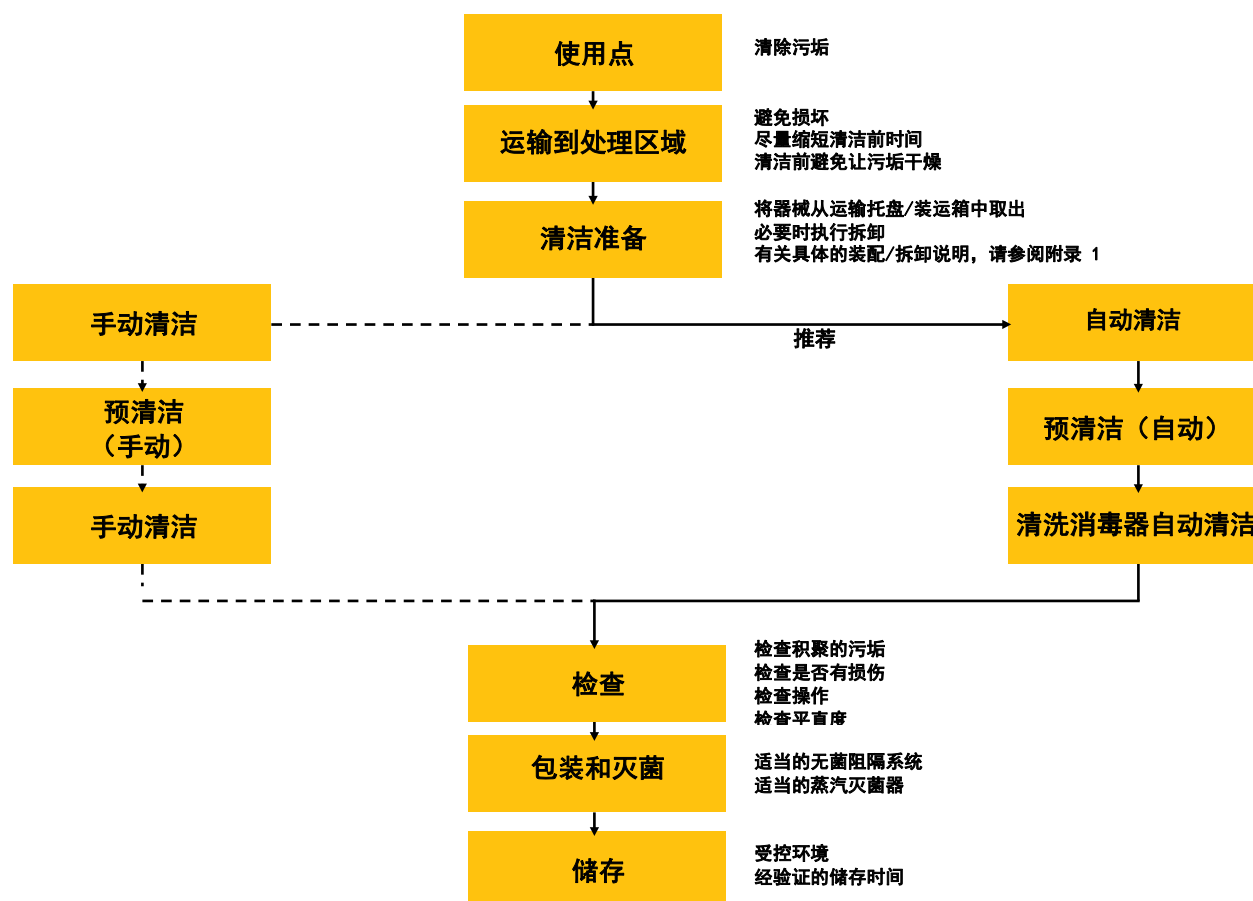 使用点
清除污垢
运输到处理区域
避免损坏
尽量缩短清洁前时间
清洁前避免让污垢干燥
清洁准备
将器械从运输托盘/装运箱中取出
必要时执行拆卸
有关具体的装配/拆卸说明，请参阅附录 1
手动清洁
推荐
自动清洁
预清洁
（手动）
预清洁（自动）
手动清洁
清洗消毒器自动清洁
检查
检查积聚的污垢
检查是否有损伤
检查操作
检查平直度
包装和灭菌
适当的无菌阻隔系统
适当的蒸汽灭菌器
储存
受控环境
经验证的储存时间